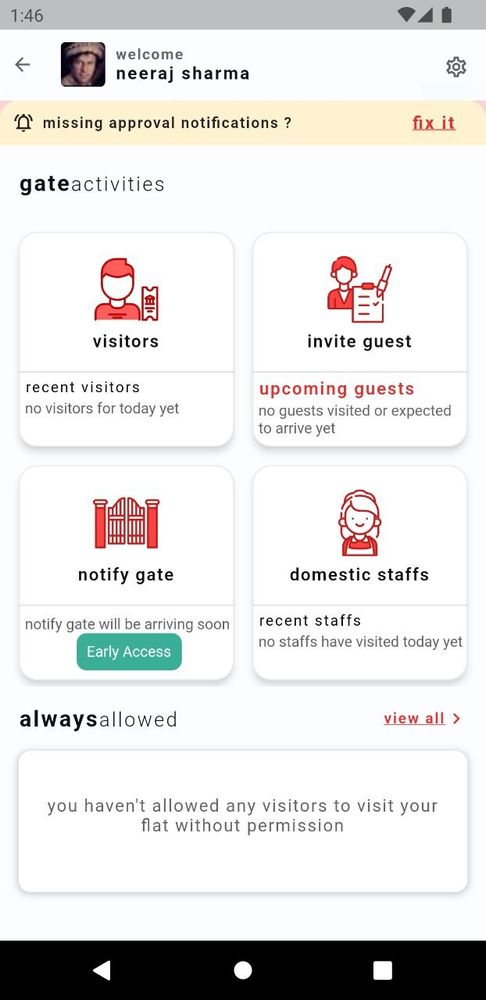 1:46
welcome
neeraj sharma
missing approval notifications ?
fix it
gateactivities
visitors
recent visitors
no visitors for today yet
invite guest
upcoming guests
no guests visited or expected
to arrive yet
notify gate
notify gate will be arriving soon
Early Access
domestic staffs
recent staffs
no staffs have visited today yet
alwaysallowed
view all
you haven't allowed any visitors to visit your
flat without permission